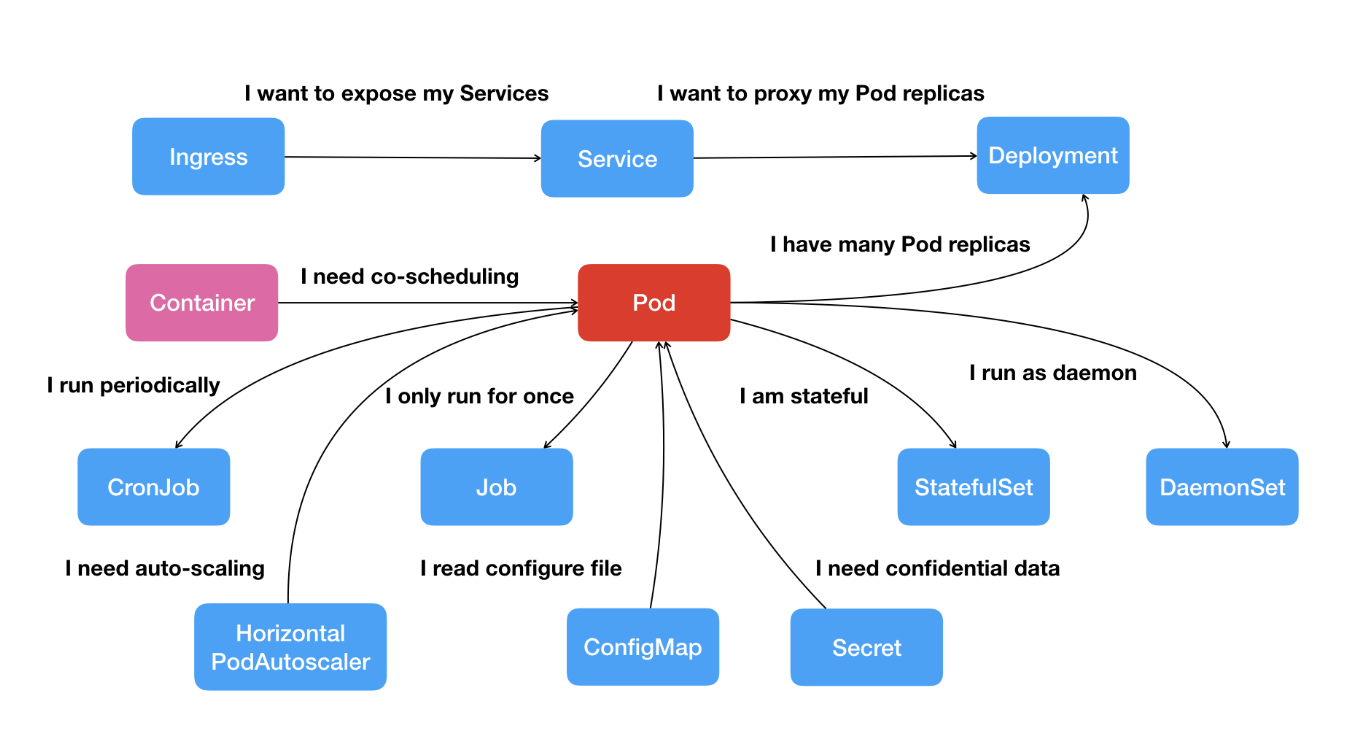 I want to expose my Services
I want to proxy my Pod replicas
Ingress
Service
Deployment
I have many Pod replicas
I need co-scheduling
Container
Pod
I run periodically
I only run for once
I am stateful
I run as daemon
CronJob
Job
StatefulSet
DaemonSet
I need auto-scaling
I read configure file
I need confidential data
Horizontal
PodAutoscaler
ConfigMap
Secret